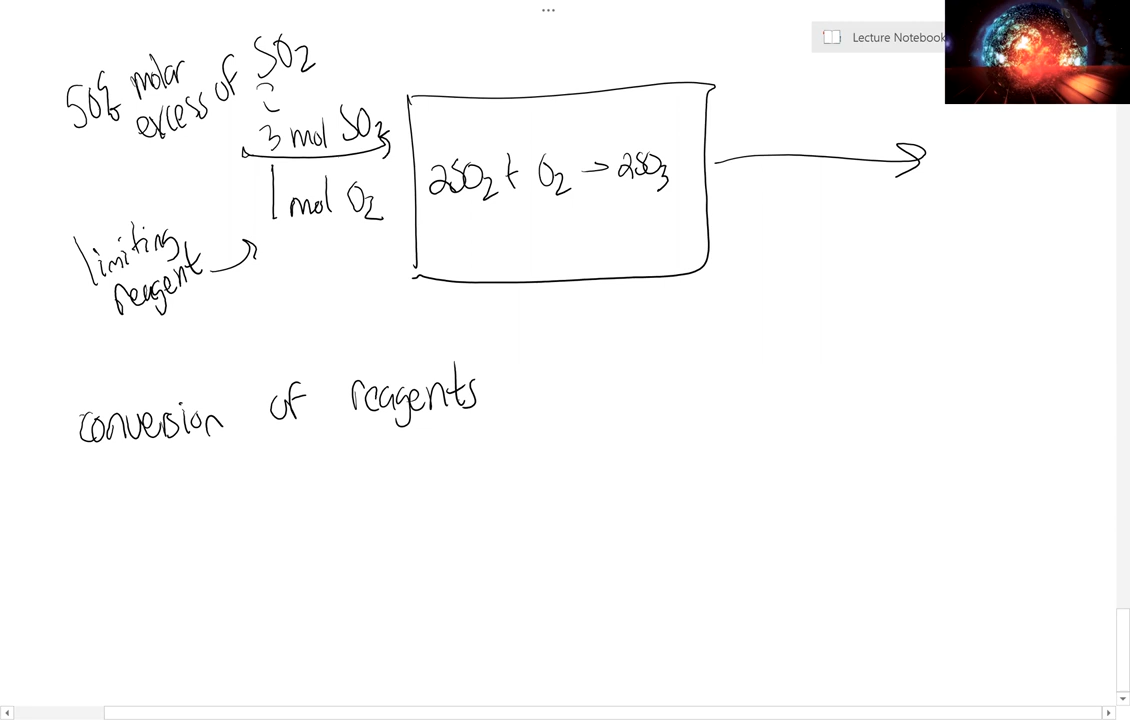 Lecture Notebook
50% molar
excess of SO2
2
3 mol SO2
1 mol O2
2SO2 + O2 → 2SO3
limiting
reagent
conversion of reagents